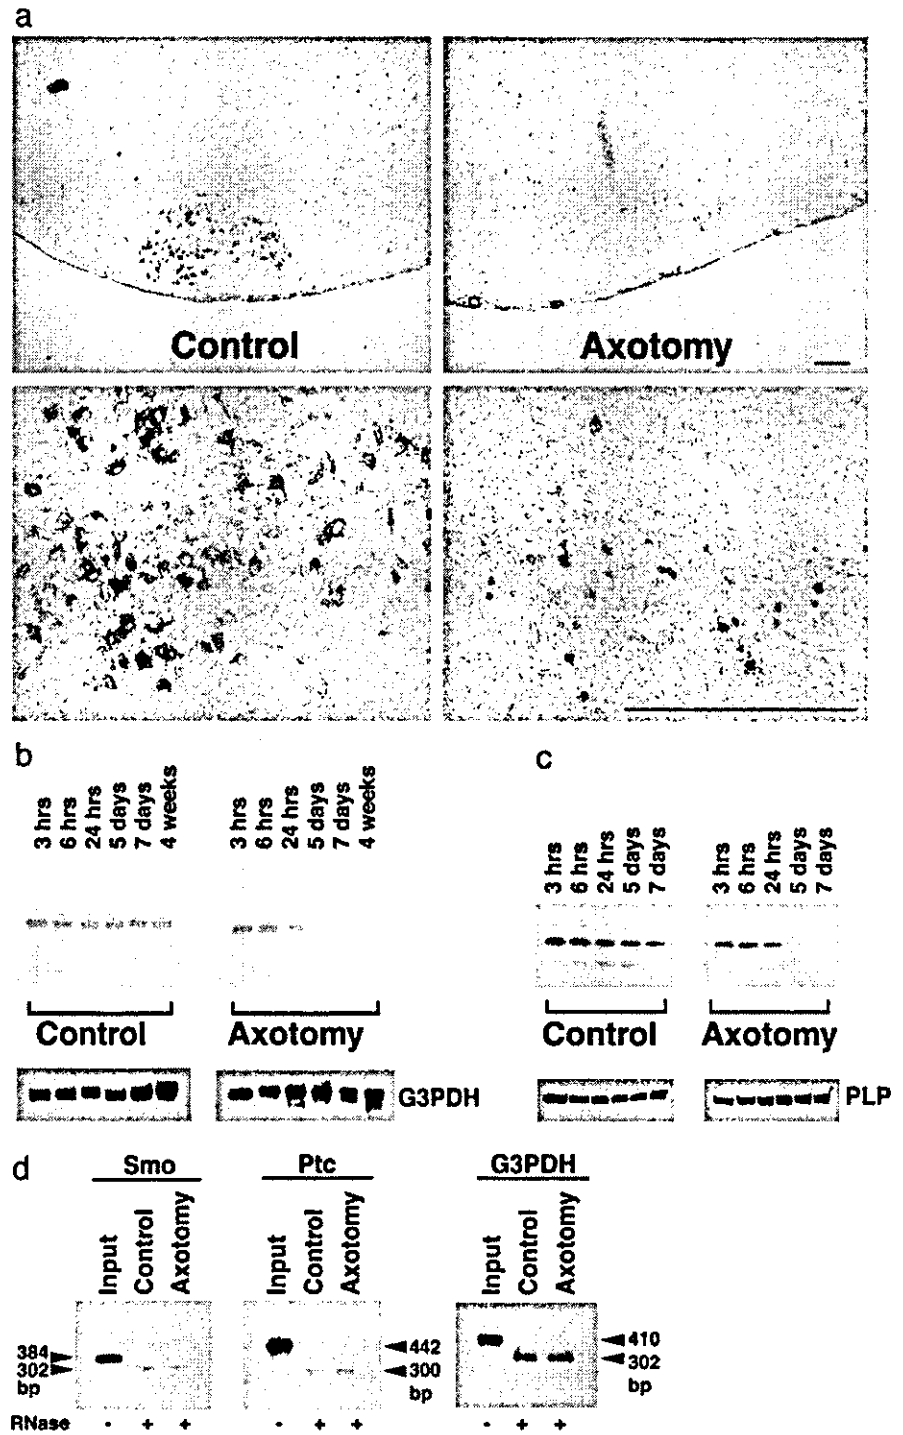 a
Control
Axotomy
b
3 hrs
6 hrs
24 hrs
5 days
7 days
4 weeks
3 hrs
6 hrs
24 hrs
5 days
7 days
4 weeks
Control
Axotomy
G3PDH
c
3 hrs
6 hrs
24 hrs
5 days
7 days
3 hrs
6 hrs
24 hrs
5 days
7 days
Control
Axotomy
PLP
d
Smo
Input
Control
Axotomy
384
302
bp
Ptc
Input
Control
Axotomy
442
300
bp
G3PDH
Input
Control
Axotomy
410
302
bp
RNase - + + - + + - + +